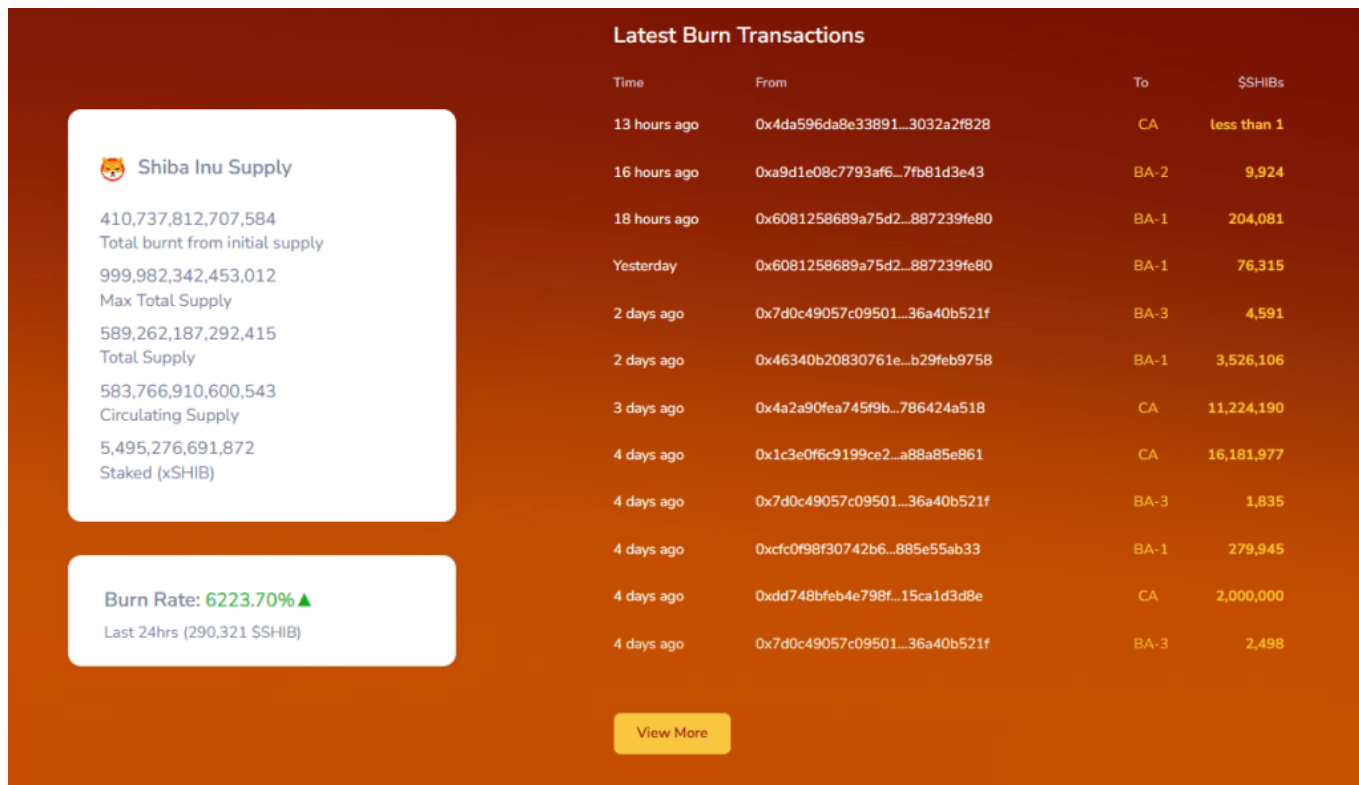 Shiba Inu Supply
410,737,812,707,584
Total burnt from initial supply
999,982,342,453,012
Max Total Supply
589,262,187,292,415
Total Supply
583,766,910,600,543
Circulating Supply
5,495,276,691,872
Staked (xSHIB)
Burn Rate: 6223.70%▲
Last 24hrs (290,321 $SHIB)
Latest Burn Transactions
Time From To $SHIBs
13 hours ago 0x4da596da8e33891...3032a2f828 CA less than 1
16 hours ago 0xa9d1e08c7793af6...7fb81d3e43 BA-2 9,924
18 hours ago 0x6081258689a75d2...887239fe80 BA-1 204,081
Yesterday 0x6081258689a75d2...887239fe80 BA-1 76,315
2 days ago 0x7d0c49057c09501...36a40b521f BA-3 4,591
2 days ago 0x46340b20830761e...b29feb9758 BA-1 3,526,106
3 days ago 0x4a2a90fea745f9b...786424a518 CA 11,224,190
4 days ago 0x1c3e0f6c9199ce2...a88a85e861 CA 16,181,977
4 days ago 0x7d0c49057c09501...36a40b521f BA-3 1,835
4 days ago 0xcfc0f98f30742b6...885e55ab33 BA-1 279,945
4 days ago 0xdd748bfeb4e798f...15ca1d3d8e CA 2,000,000
4 days ago 0x7d0c49057c09501...36a40b521f BA-3 2,498
View More